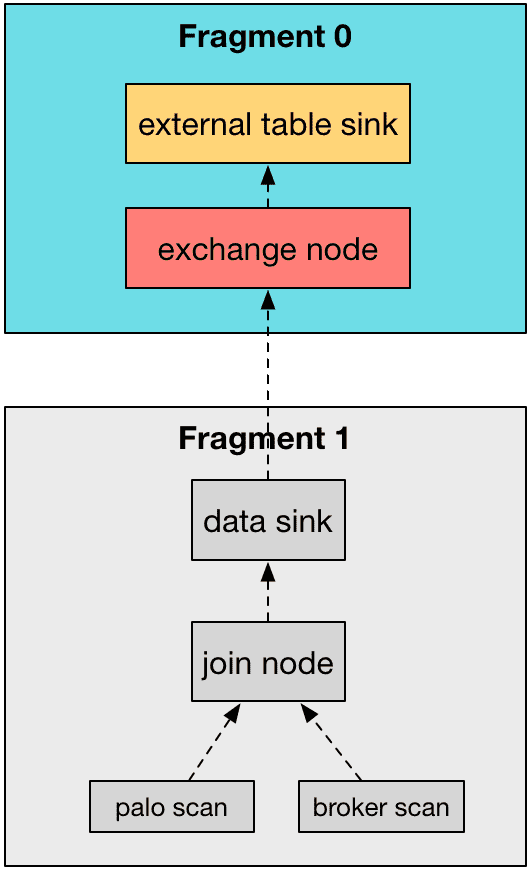 Fragment 0
external table sink
exchange node
Fragment 1
data sink
join node
palo scan
broker scan